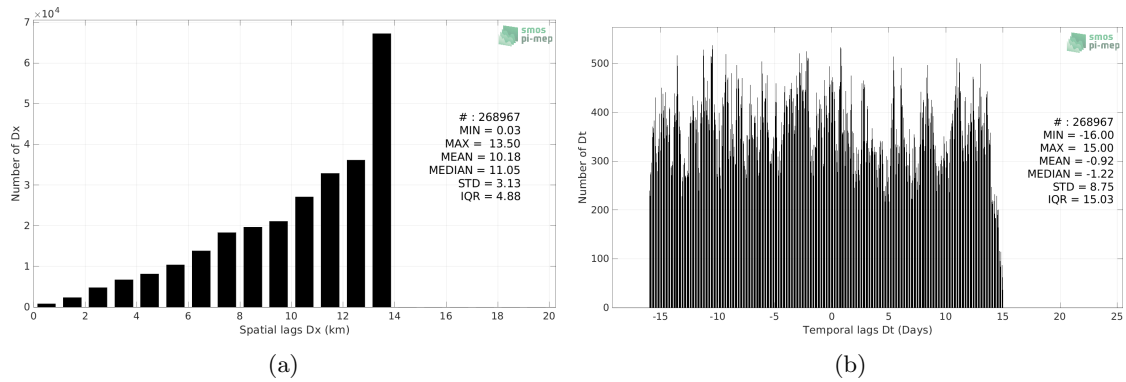 ×10⁴
7
6
5
4
3
2
1
0
Number of Dx
0 2 4 6 8 10 12 14 16 18 20
Spatial lags Dx (km)
smos
pi-mep
# : 268967
MIN = 0.03
MAX = 13.50
MEAN = 10.18
MEDIAN = 11.05
STD = 3.13
IQR = 4.88
(a)
500
400
300
200
100
0
Number of Dt
-15 -10 -5 0 5 10 15 20 25
Temporal lags Dt (Days)
smos
pi-mep
# : 268967
MIN = -16.00
MAX = 15.00
MEAN = -0.92
MEDIAN = -1.22
STD = 8.75
IQR = 15.03
(b)